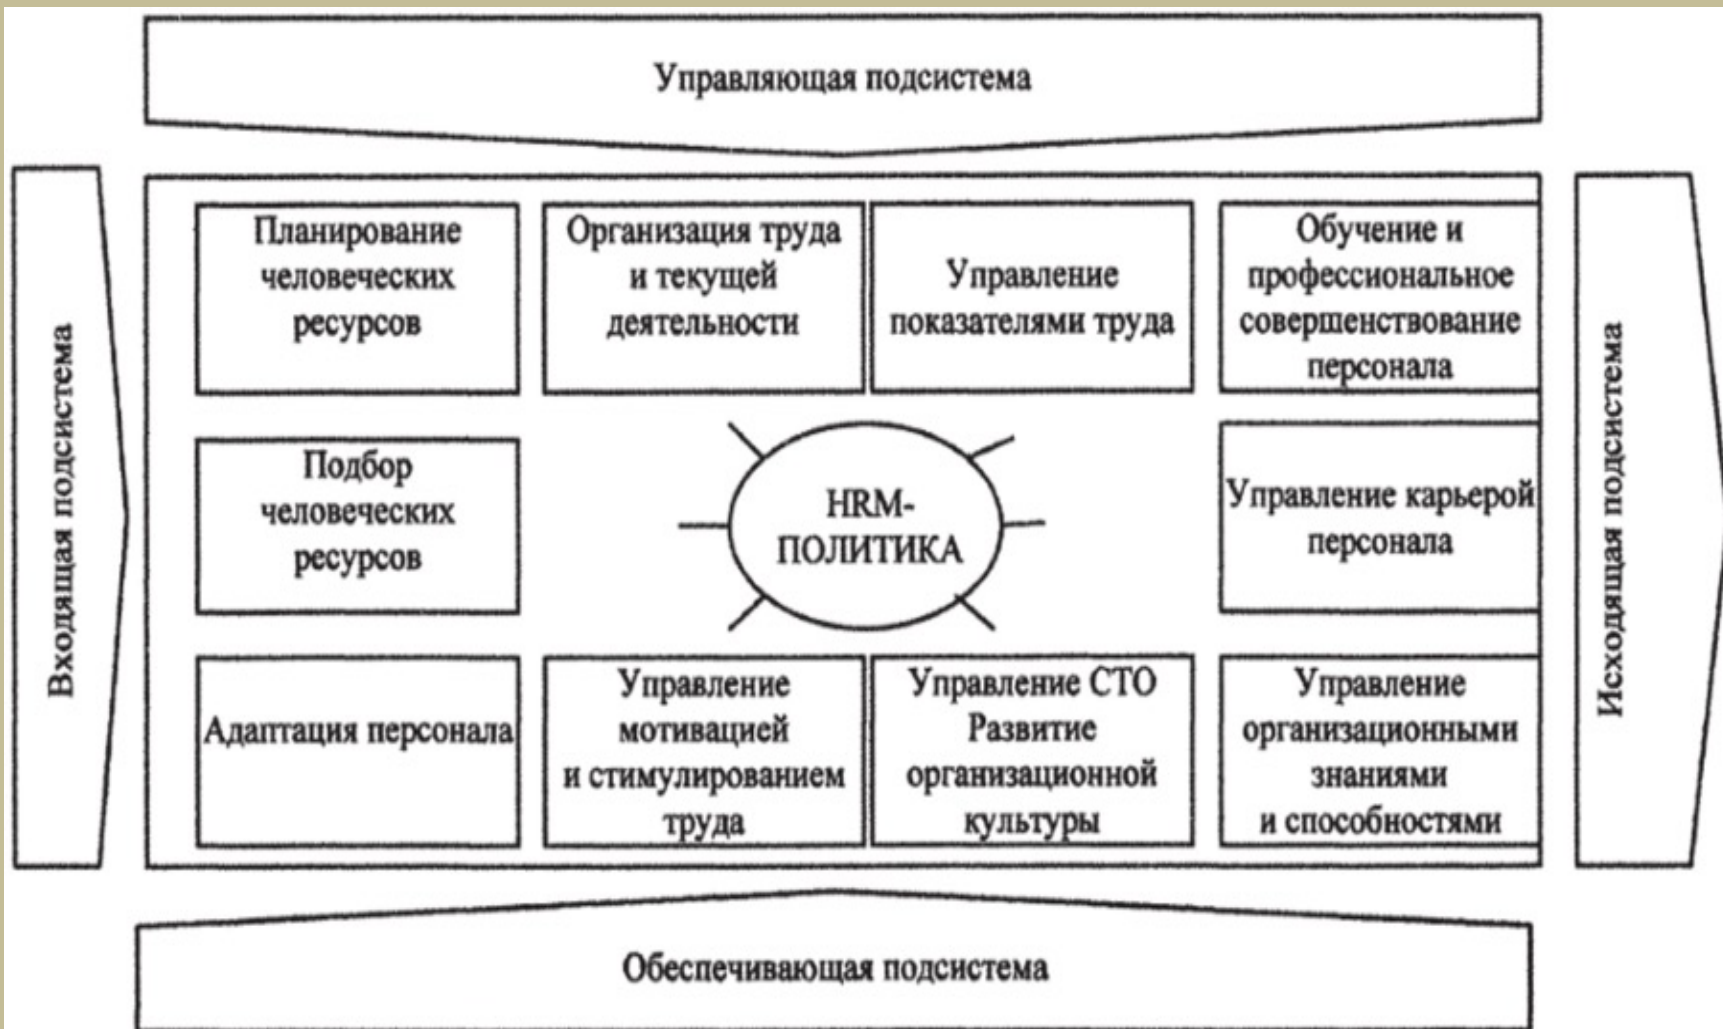 Управляющая подсистема
Входящая подсистема
Планирование
человеческих
ресурсов
Организация труда
и текущей
деятельности
Управление
показателями труда
Обучение и
профессиональное
совершенствование
персонала
Подбор
человеческих
ресурсов
HRM-
ПОЛИТИКА
Управление карьерой
персонала
Адаптация персонала
Управление
мотивацией
и стимулированием
труда
Управление СТО
Развитие
организационной
культуры
Управление
организационными
знаниями
и способностями
Исходящая подсистема
Обеспечивающая подсистема